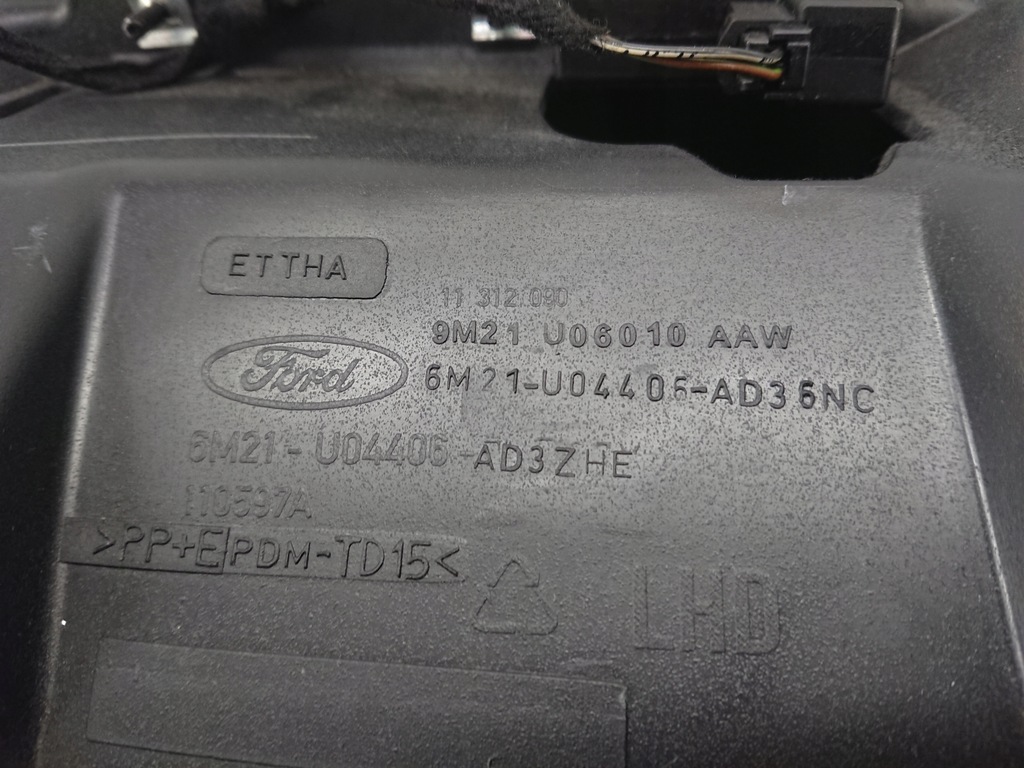 ETTHA
11 312 090
9M21 U06010 AAW
Ford
6M21-U04406-AD36NC
6M21-U04406-AD3ZHE
110597A
>PP+EPDM-TD15<
LHD